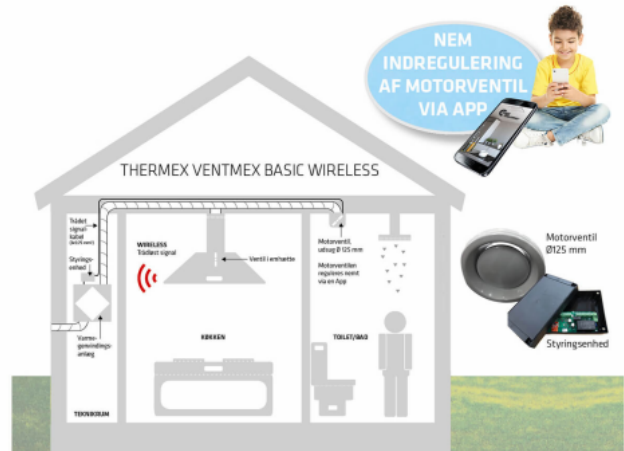 NEM
INDREGULERING
AF MOTORVENTIL
VIA APP
THERMEX VENTMEX BASIC WIRELESS
Trådet
signal-
kabel
Styrings-
enhed
WIRELESS
Trådløst signal
Ventil i emhætte
Motorventil,
udsug Ø 125 mm
Motorventilen
reguleres nemt
via en App
Motorventil
Ø125 mm
Styringsenhed
Varme-
genvindings-
anlæg
KØKKEN
TOILET/BAD
TEKNIKRUM